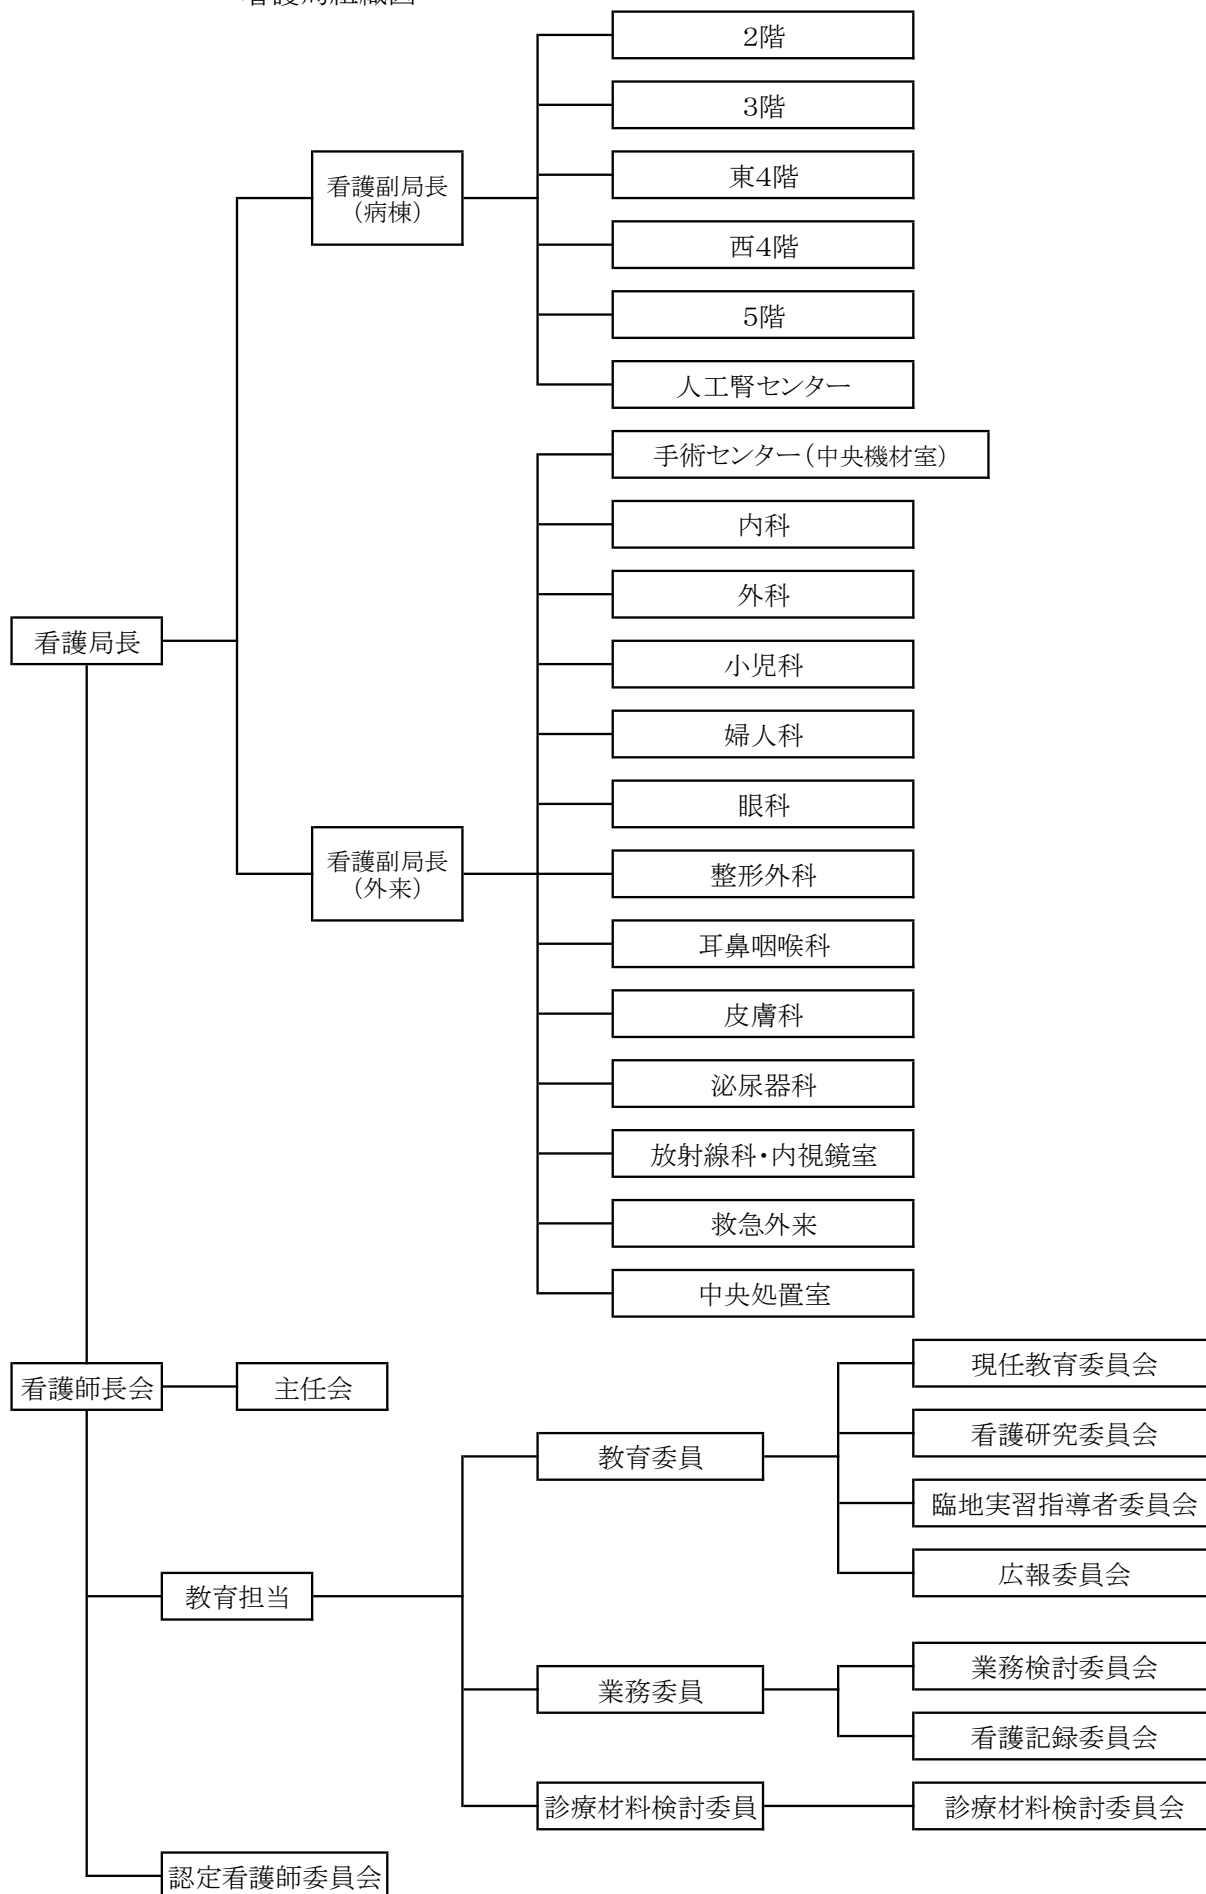 看護局組織図
2階
3階
東4階
西4階
5階
人工腎センター
看護副局長
（病棟）
手術センター（中央機材室）
内科
外科
小児科
婦人科
眼科
整形外科
耳鼻咽喉科
皮膚科
泌尿器科
放射線科・内視鏡室
救急外来
中央処置室
看護局長
看護副局長
（外来）
看護師長会
主任会
現任教育委員会
看護研究委員会
臨地実習指導者委員会
広報委員会
教育委員
教育担当
業務委員
業務検討委員会
看護記録委員会
診療材料検討委員
診療材料検討委員会
認定看護師委員会